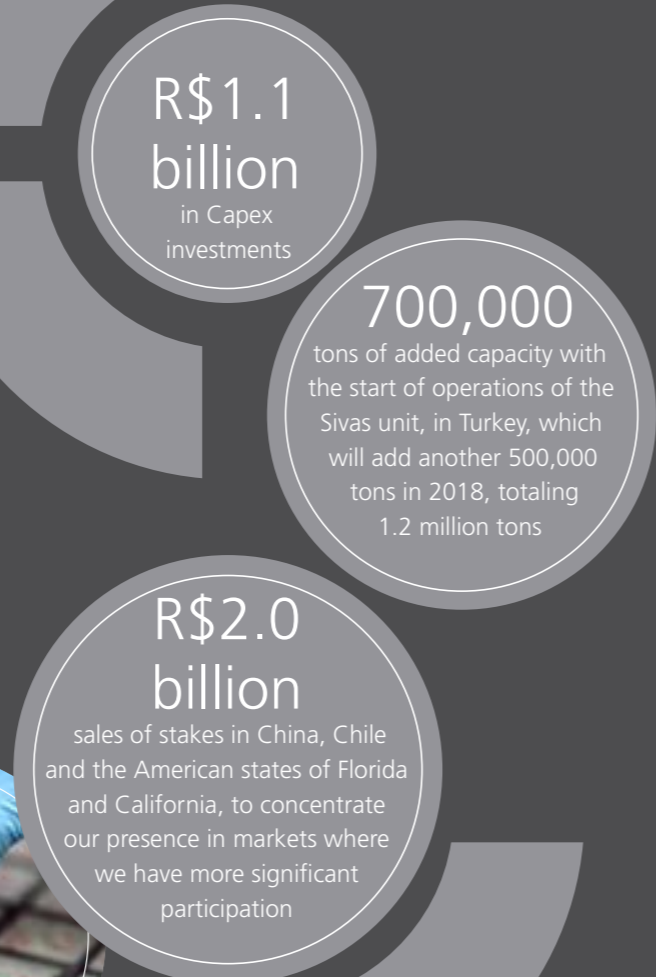 R$1.1
billion
in Capex
investments
700,000
tons of added capacity with
the start of operations of the
Sivas unit, in Turkey, which
will add another 500,000
tons in 2018, totaling
1.2 million tons
R$2.0
billion
sales of stakes in China, Chile
and the American states of Florida
and California, to concentrate
our presence in markets where
we have more significant
participation